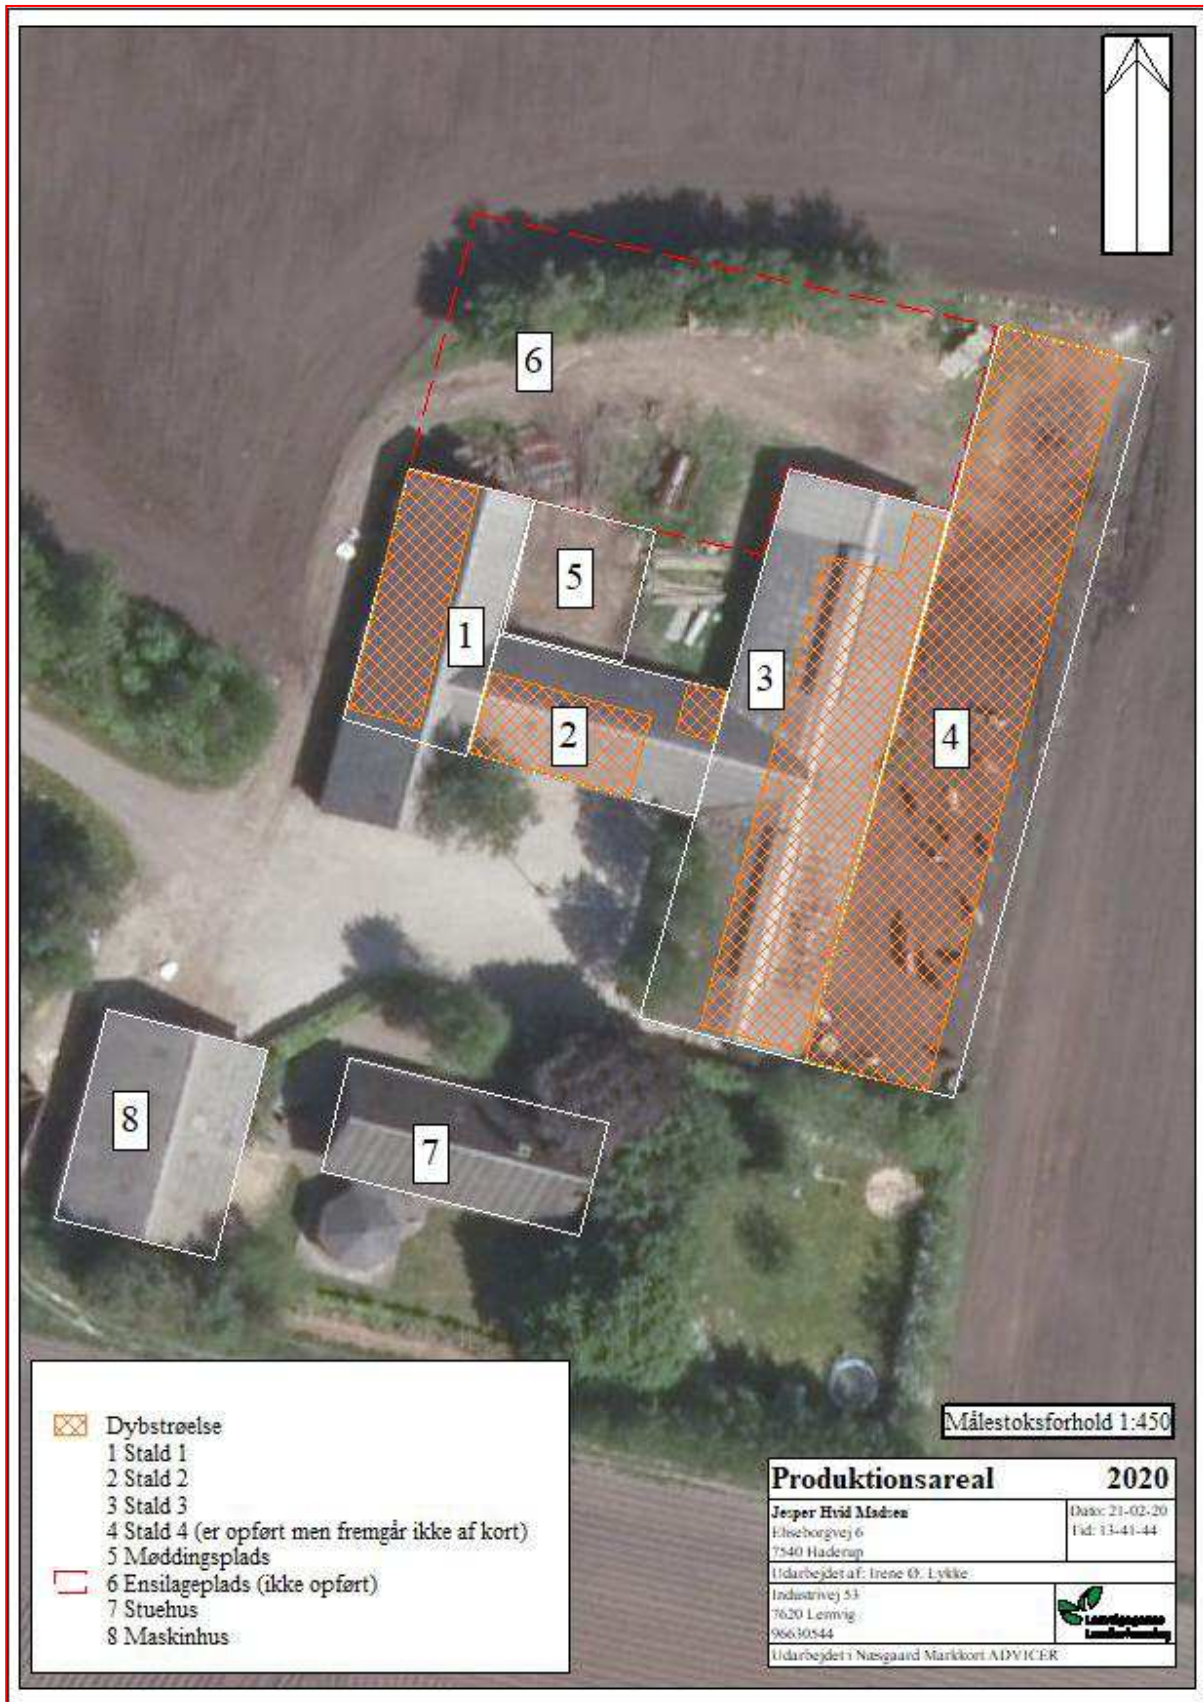 6
5
1
3
2
4
8
7
Dybstrøelse
1 Stald 1
2 Stald 2
3 Stald 3
4 Stald 4 (er opført men fremgår ikke af kort)
5 Møddingsplads
6 Ensilageplads (ikke opført)
7 Stuehus
8 Maskinhus
Målestoksforhold 1:450
Produktionsareal 2020
Jesper Hvid Madsen
Dato: 21-02-20
Elseborgvej 6
Tid: 13-41-44
7540 Haderup
Udarbejdet af: Irene Ø. Lykke
Industrivej 53
7620 Lemvig
96630544
Udarbejdet i Næsgaard Markkort ADVICER